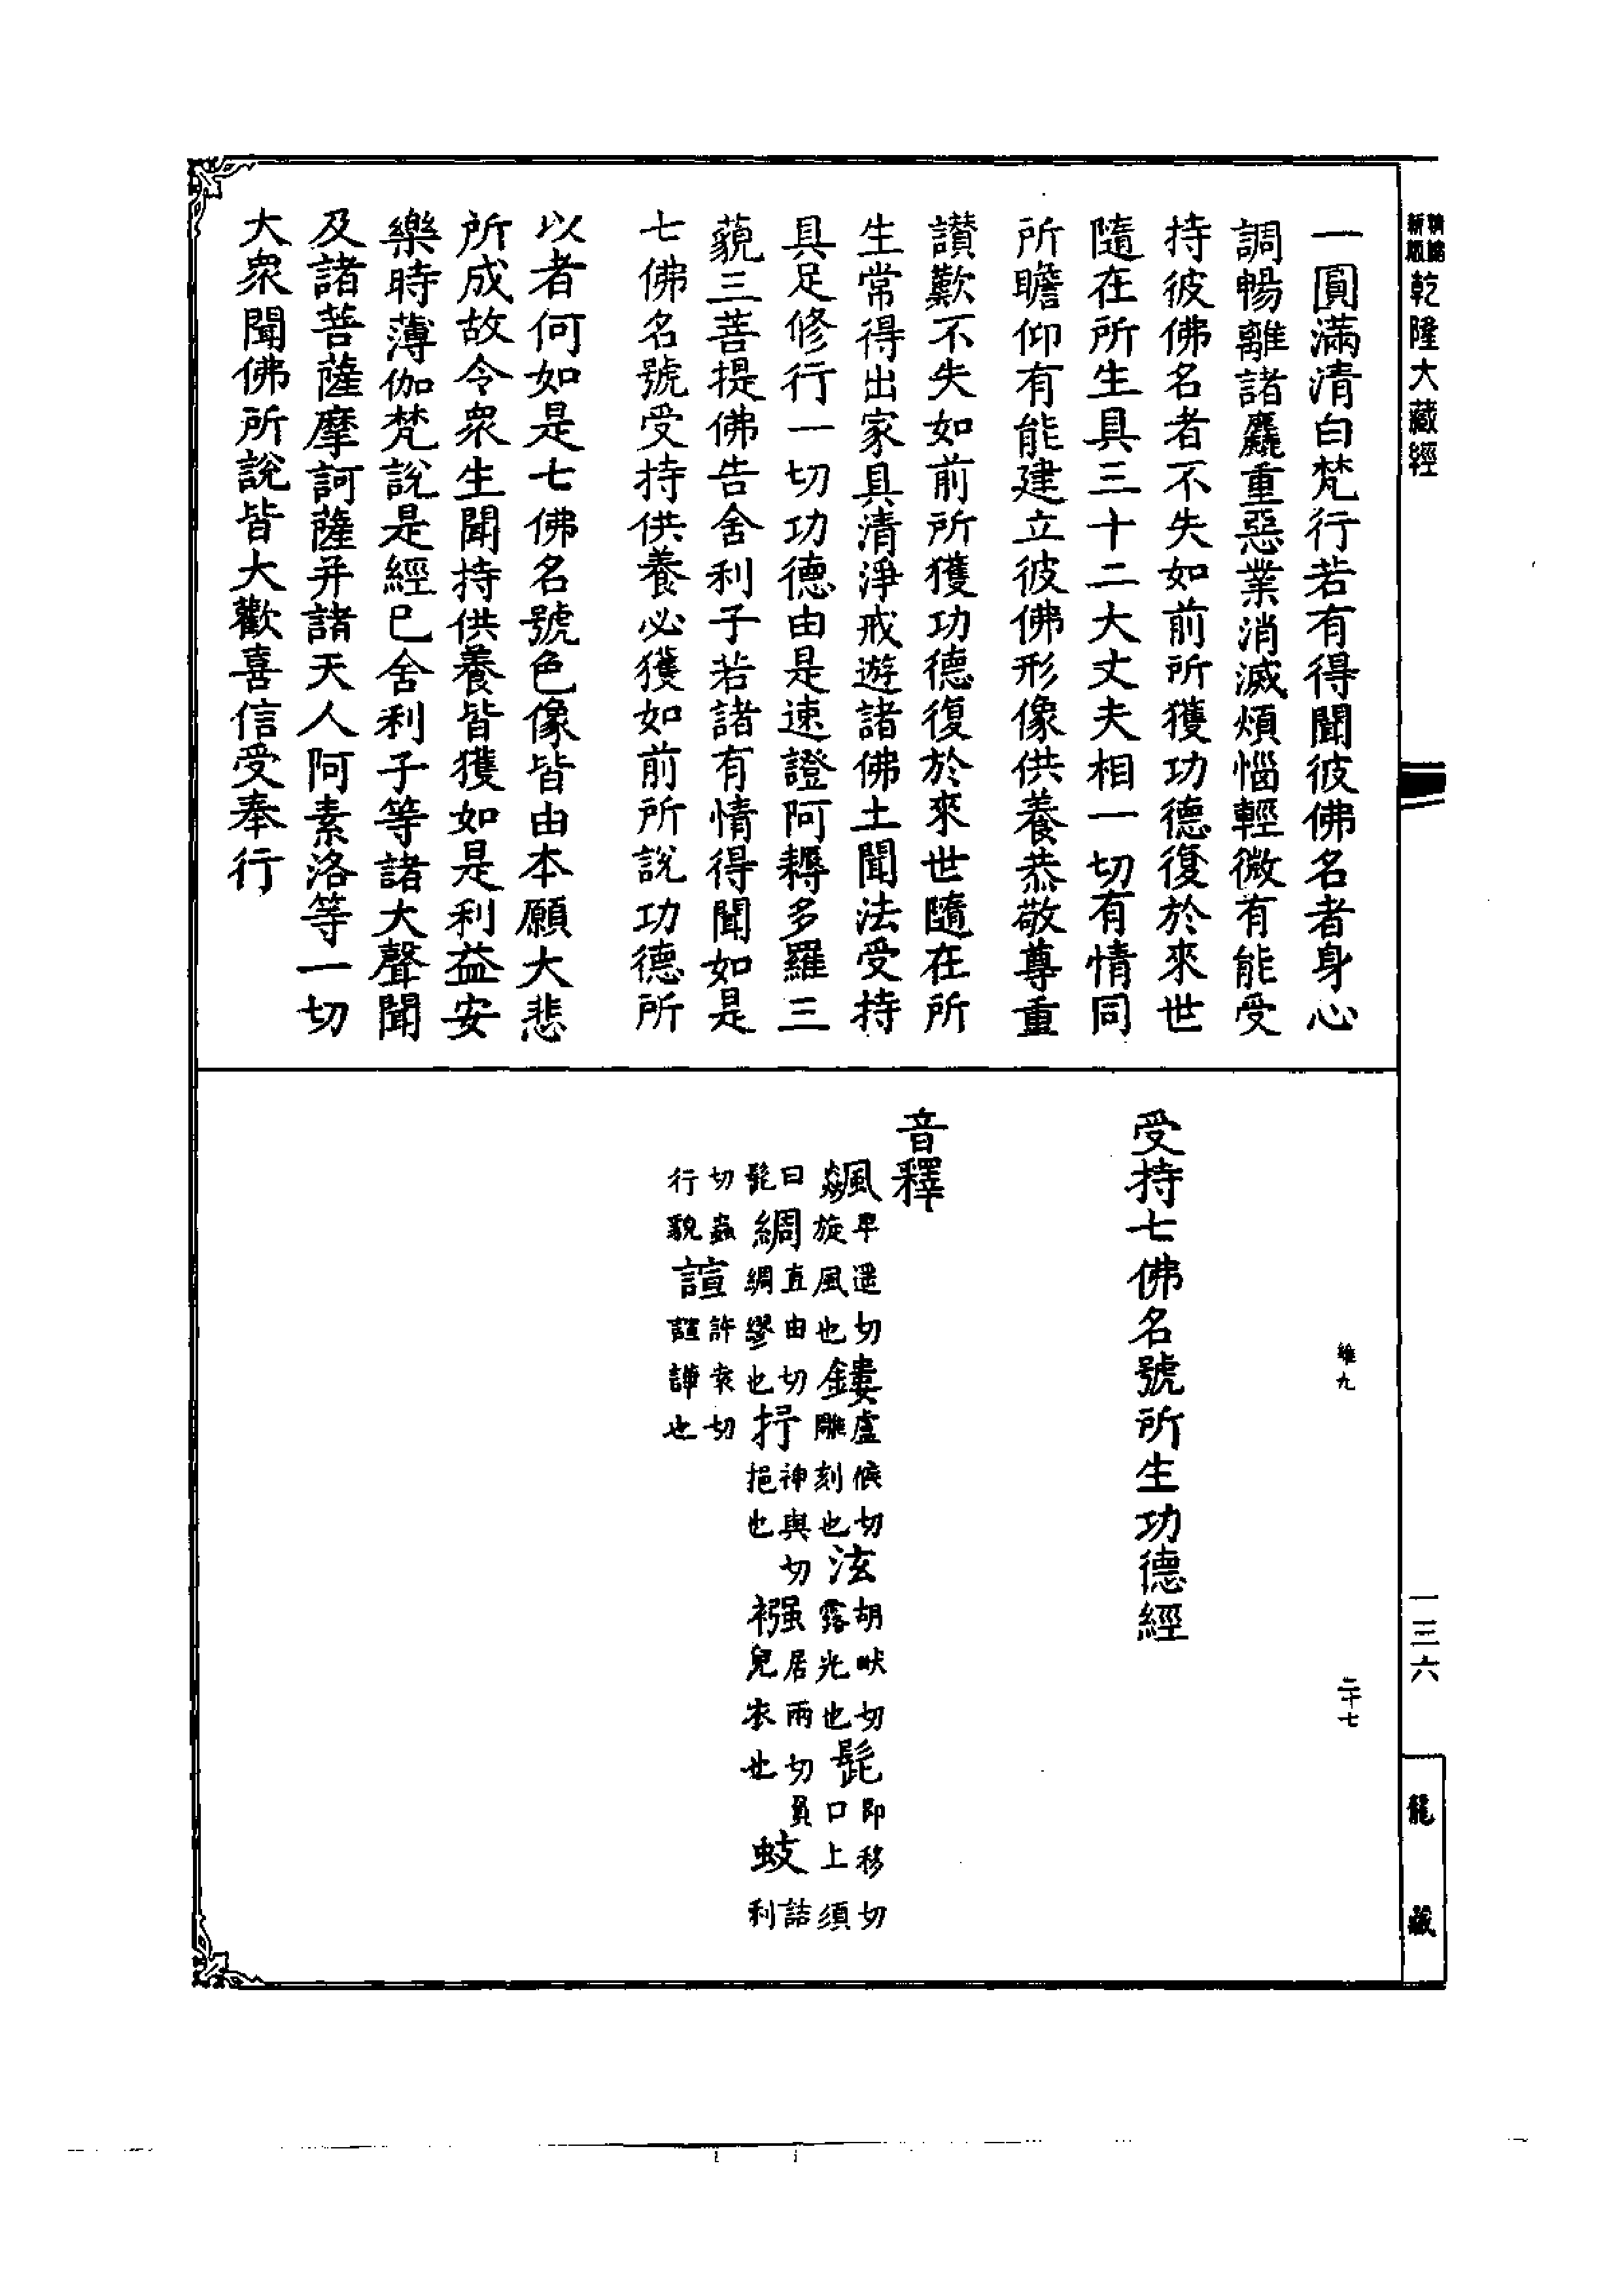 新版
精縮
乾隆大藏經
一三六
龍藏
一圓滿清白梵行若有得聞彼佛名者身心
調暢離諸麤重惡業消滅煩惱輕微有能受
持彼佛名者不失如前所獲功德復於來世
隨在所生具三十二大丈夫相一切有情同
所瞻仰有能建立彼佛形像供養恭敬尊重
讚歎不失如前所獲功德復於來世隨在所
生常得出家具清淨戒遊諸佛土聞法受持
具足修行一切功德由是速證阿耨多羅三
藐三菩提佛告舍利子若諸有情得聞如是
七佛名號受持供養必獲如前所說功德所
以者何如是七佛名號色像皆由本願大悲
所成故令眾生聞持供養皆獲如是利益安
樂時薄伽梵說是經已舍利子等諸大聲聞
及諸菩薩摩訶薩并諸天人阿素洛等一切
大眾聞佛所說皆大歡喜信受奉行
維九
二十七
受持七佛名號所生功德經
音釋
飈卑遥切飈旋風也鏤盧候切雕刻也泫胡畎切露光也髭即移切口上須
曰髭綢直由切綢繆也抒神與切挹也襁居兩切負兒衣也蚑詰利
切蟲行貌諠許袁切諠譁也